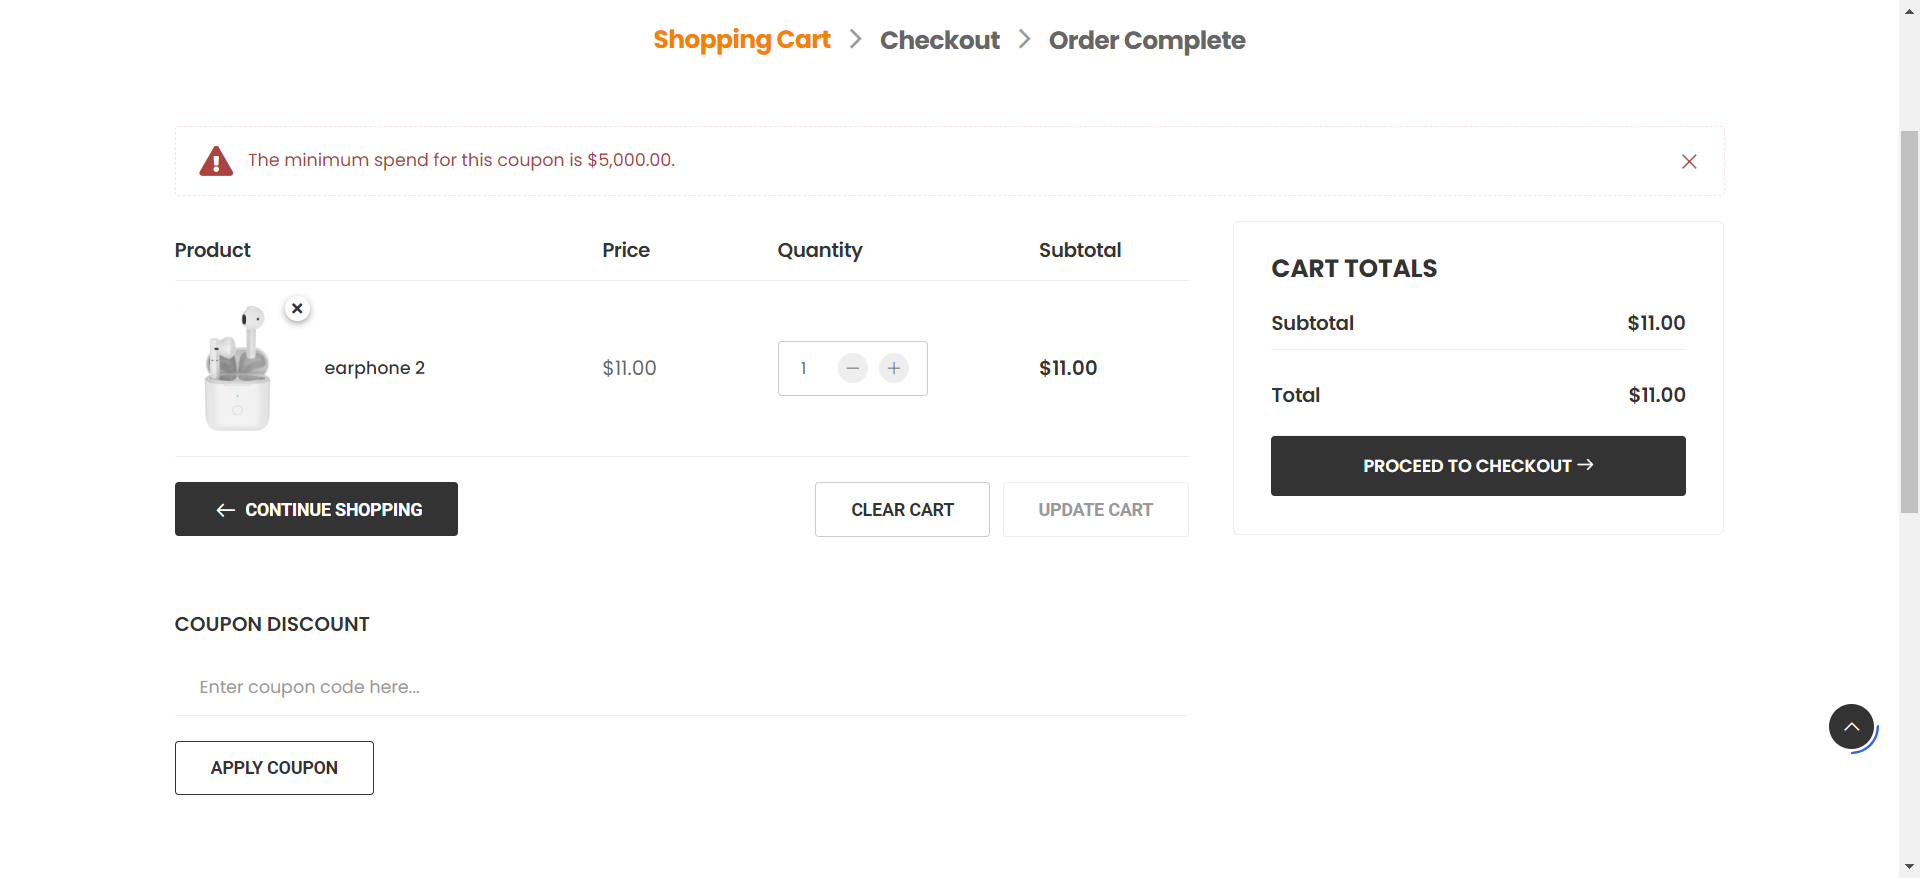 Shopping Cart > Checkout > Order Complete
The minimum spend for this coupon is $5,000.00.
Product Price Quantity Subtotal
earphone 2 $11.00 1 − + $11.00
← CONTINUE SHOPPING CLEAR CART UPDATE CART
CART TOTALS
Subtotal $11.00
Total $11.00
PROCEED TO CHECKOUT →
COUPON DISCOUNT
Enter coupon code here...
APPLY COUPON